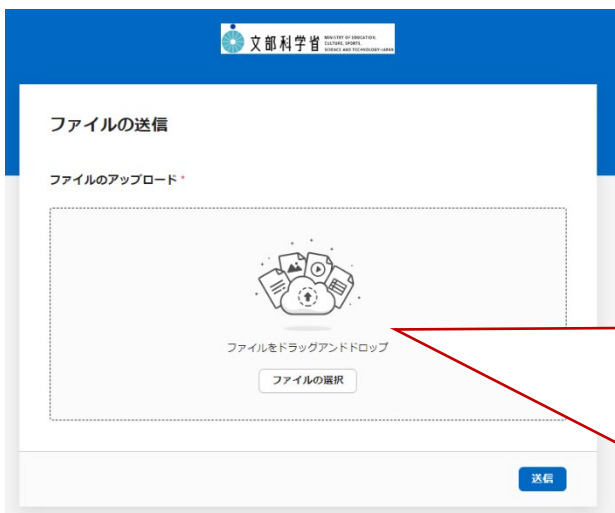 文部科学省
MINISTRY OF EDUCATION,
CULTURE, SPORTS,
SCIENCE AND TECHNOLOGY-JAPAN
ファイルの送信
ファイルのアップロード *
ファイルをドラッグアンドドロップ
ファイルの選択
送信